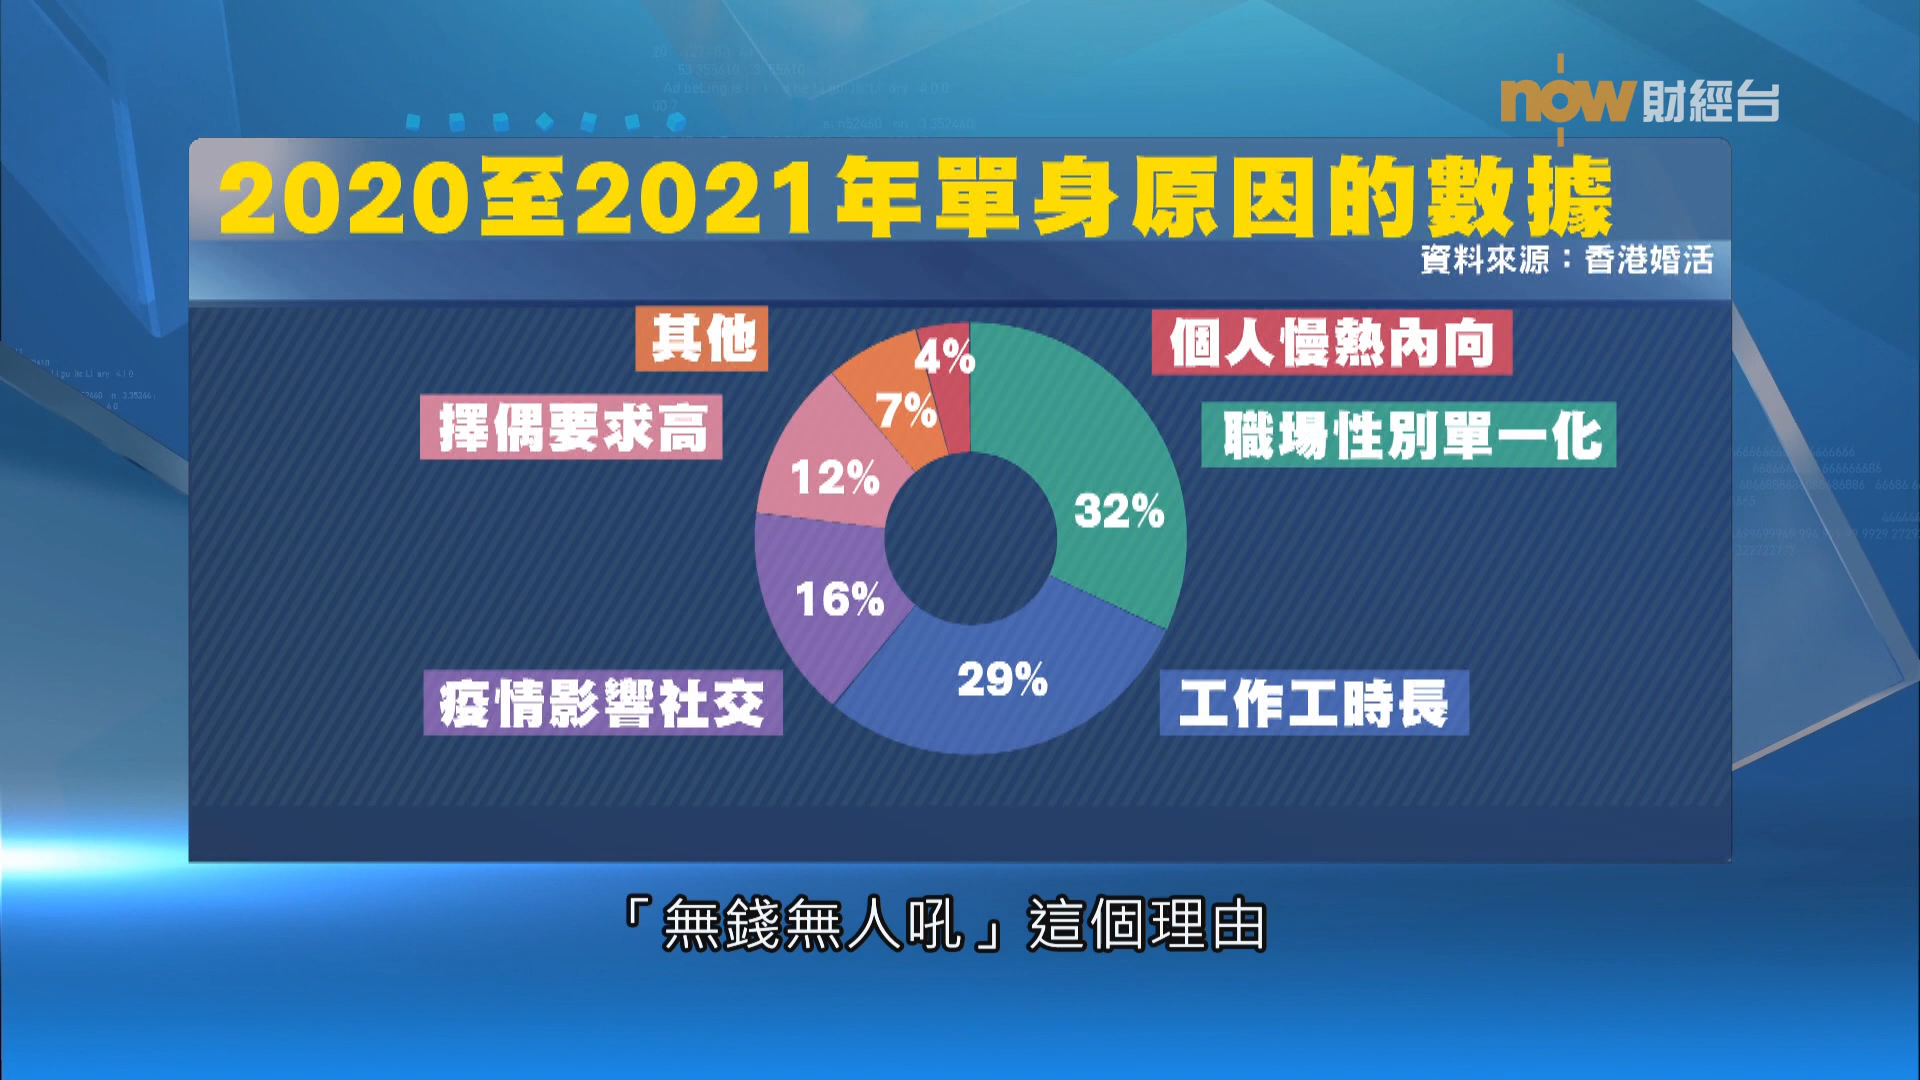 now財經台
2020至2021年單身原因的數據
資料來源：香港婚活
其他
4%
個人慢熱內向
7%
擇偶要求高
職場性別單一化
12%
32%
16%
29%
疫情影響社交
工作工時長
「無錢無人吼」這個理由